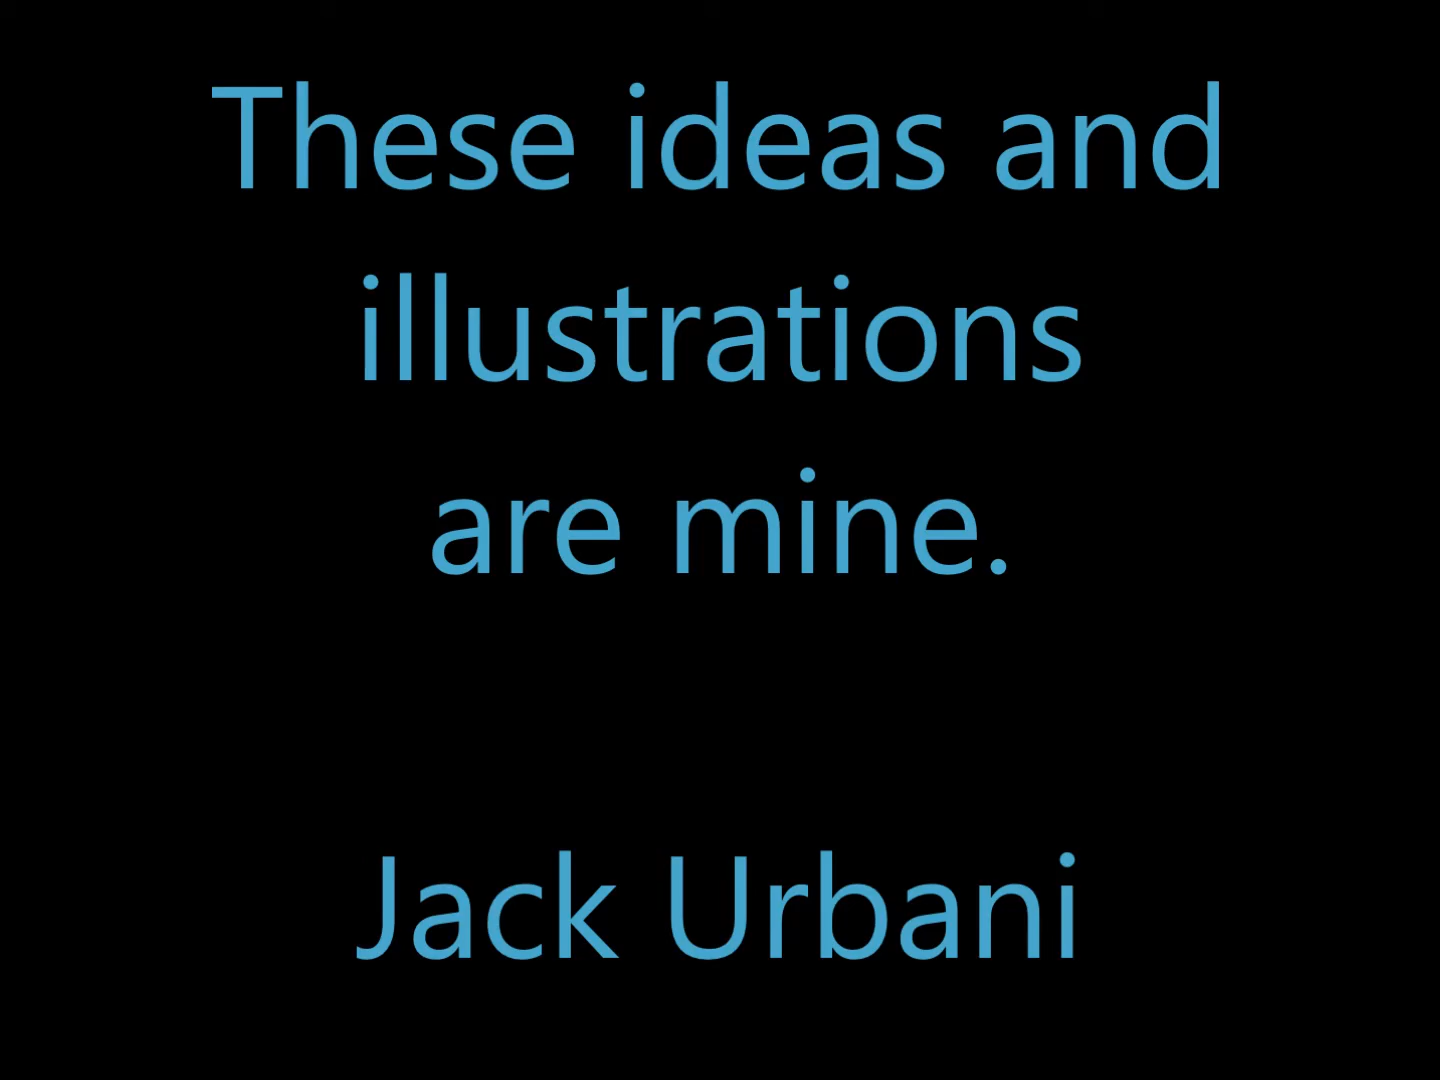 These ideas and
illustrations
are mine.
Jack Urbani